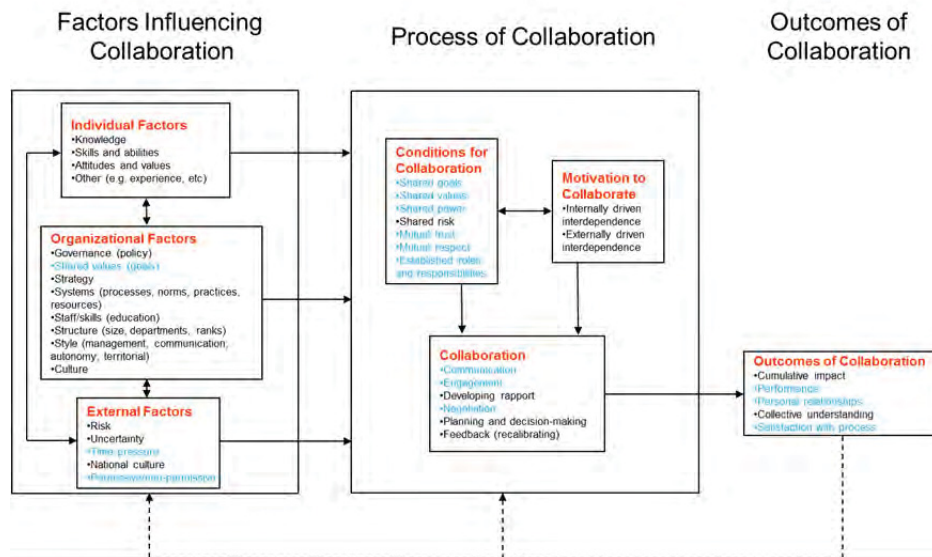 Factors Influencing
Collaboration
Process of Collaboration
Outcomes of
Collaboration
Individual Factors
•Knowledge
•Skills and abilities
•Attitudes and values
•Other (e.g. experience, etc)
Organizational Factors
•Governance (policy)
•Shared values (goals)
•Strategy
•Systems (processes, norms, practices,
resources)
•Staff/skills (education)
•Structure (size, departments, ranks)
•Style (management, communication,
autonomy, territorial)
•Culture
External Factors
•Risk
•Uncertainty
•Time pressure
•National culture
Conditions for
Collaboration
•Shared goals
•Shared values
•Shared power
•Shared risk
•Mutual trust
•Mutual respect
•Established roles
and responsibilities
Motivation to
Collaborate
•Internally driven
interdependence
•Externally driven
interdependence
Collaboration
•Communication
•Engagement
•Developing rapport
•Negotiation
•Planning and decision-making
•Feedback (recalibrating)
Outcomes of Collaboration
•Cumulative impact
•Performance
•Personal relationships
•Collective understanding
•Satisfaction with process